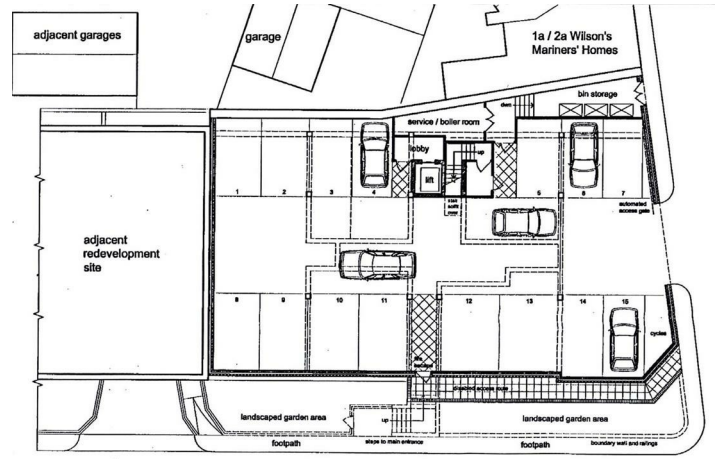 adjacent garages
garage
1a / 2a Wilson's
Mariners' Homes
bin storage
service / boiler room
lobby
up
lift
1
2
3
4
5
6
7
automated
access gate
adjacent
redevelopment
site
8
9
10
11
12
13
14
15
cycles
disabled access route
landscaped garden area
up
landscaped garden area
footpath
steps to main entrance
footpath
boundary wall and railings